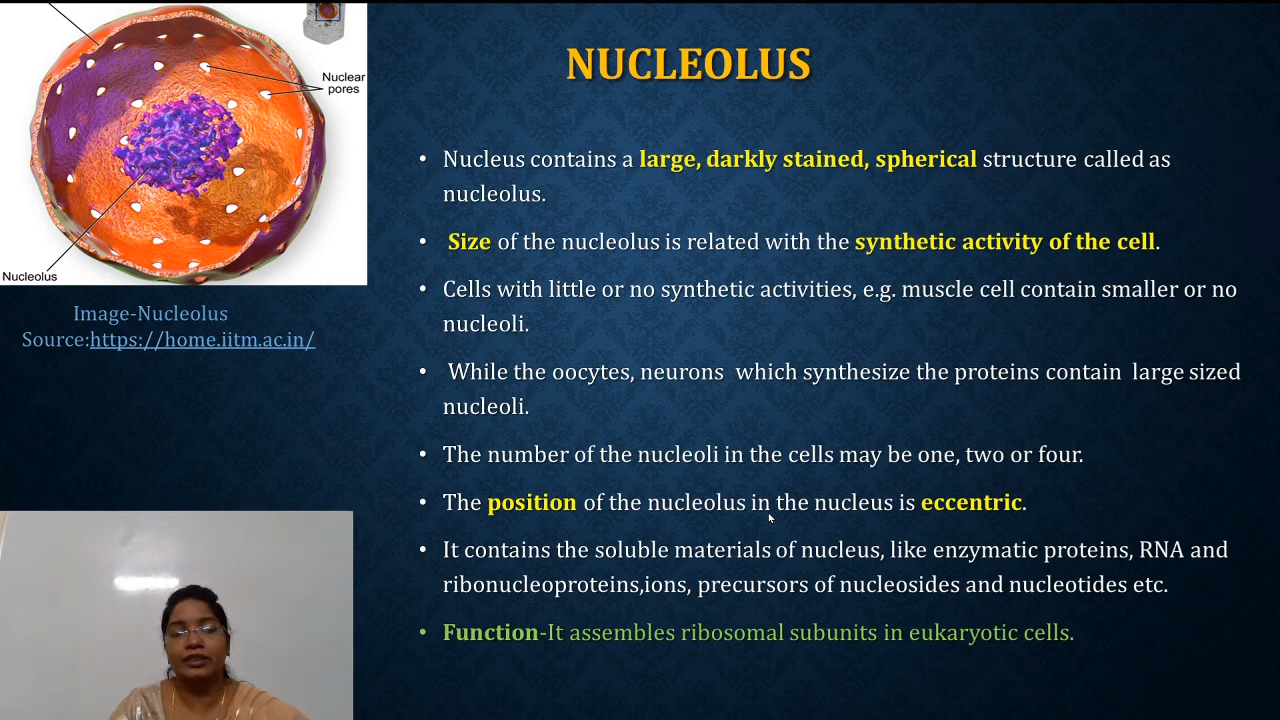 Nuclear
pores
Nucleolus
Image-Nucleolus
Source:https://home.iitm.ac.in/
NUCLEOLUS
• Nucleus contains a large, darkly stained, spherical structure called as
nucleolus.
• Size of the nucleolus is related with the synthetic activity of the cell.
• Cells with little or no synthetic activities, e.g. muscle cell contain smaller or no
nucleoli.
• While the oocytes, neurons which synthesize the proteins contain large sized
nucleoli.
• The number of the nucleoli in the cells may be one, two or four.
• The position of the nucleolus in the nucleus is eccentric.
• It contains the soluble materials of nucleus, like enzymatic proteins, RNA and
ribonucleoproteins,ions, precursors of nucleosides and nucleotides etc.
• Function-It assembles ribosomal subunits in eukaryotic cells.